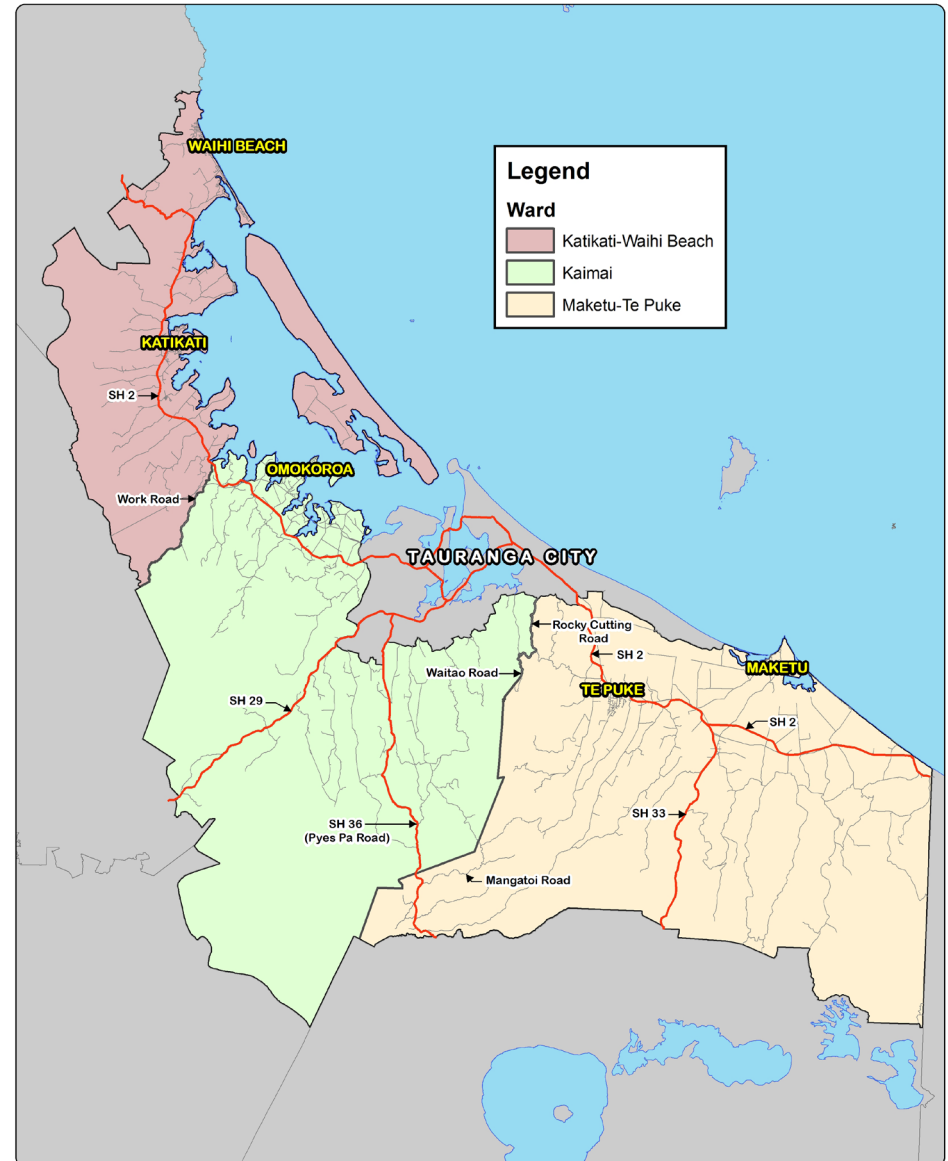 WAIHI BEACH
Legend
Ward
Katikati-Waihi Beach
Kaimai
Maketu-Te Puke
KATIKATI
SH 2
OMOKOROA
Work Road
TAURANGA CITY
Rocky Cutting
Road
SH 2
Waitao Road
MAKETU
TE PUKE
SH 29
SH 2
SH 33
SH 36
(Pyes Pa Road)
Mangatoi Road